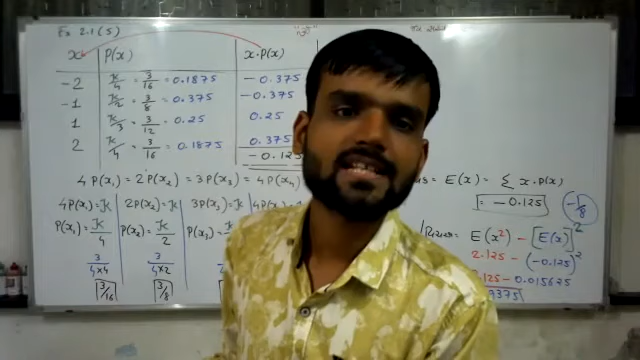 Ex 2.1(5)
x P(x) x·P(x)
-2 k/4 = 3/16 = 0.1875 -0.375
-1 k/2 = 3/8 = 0.375 -0.375
1 k/3 = 3/12 = 0.25 0.25
2 k/4 = 3/16 = 0.1875 0.375
-0.125
4P(x₁) = 2P(x₂) = 3P(x₃) = 4P(x₄)
= E(x) = Σ x·P(x)
= -0.125
-1/8
4P(x₁)=k 2P(x₂)=k 3P(x₃)=k
P(x₁)=k/4 P(x₂)=k/2 P(x₃)=
3/4×4 3/4×2
3/16 3/8
= E(x²) - [E(x)]²
2.125 - (-0.125)²
- 0.015625